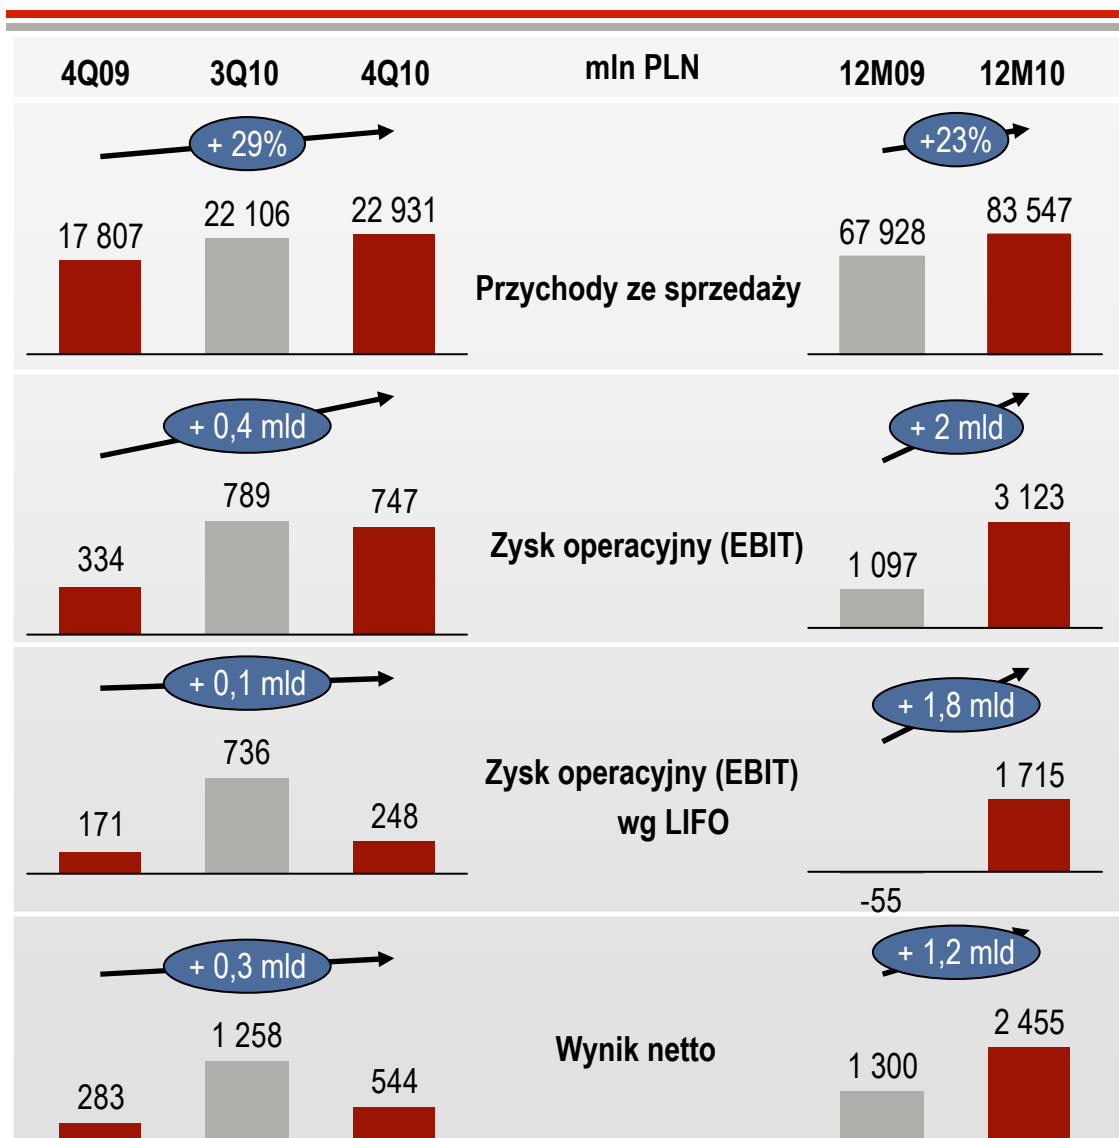 4Q09 3Q10 4Q10 mln PLN 12M09 12M10
+ 29% +23%
17 807 22 106 22 931 67 928 83 547
Przychody ze sprzedaży
+ 0,4 mld + 2 mld
334 789 747 1 097 3 123
Zysk operacyjny (EBIT)
+ 0,1 mld + 1,8 mld
171 736 248 -55 1 715
Zysk operacyjny (EBIT)
wg LIFO
+ 0,3 mld + 1,2 mld
283 1 258 544 1 300 2 455
Wynik netto